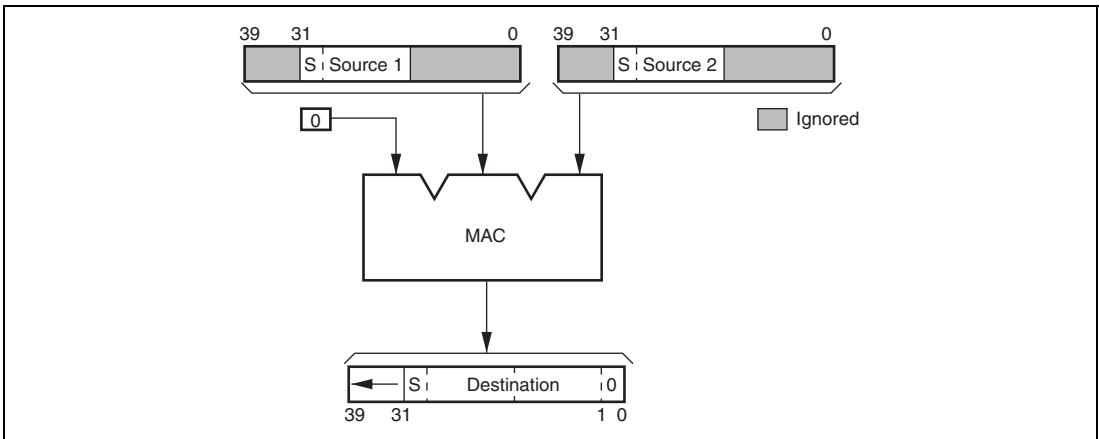 39 31 0 39 31 0
S Source 1 S Source 2
0 Ignored
MAC
S Destination 0
39 31 1 0